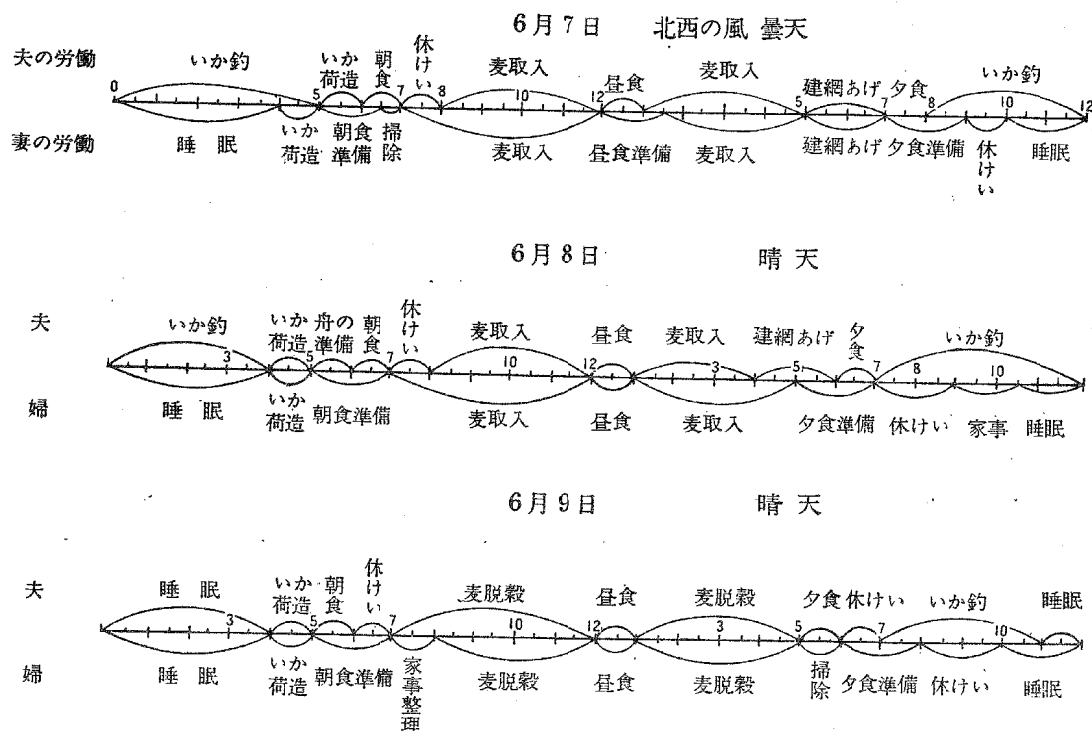 6月7日 北西の風 曇天
夫の労働 いか釣 いか荷造 朝食 休けい 麦取入 昼食 麦取入 建網あげ 夕食 いか釣
0 5 7 8 10 12 5 7 8 10 12
妻の労働 睡眠 いか荷造 朝食準備 掃除 麦取入 昼食準備 麦取入 建網あげ 夕食準備 休けい 睡眠
6月8日 晴天
夫 いか釣 いか荷造 舟の準備 朝食 休けい 麦取入 昼食 麦取入 建網あげ 夕食 いか釣
3 5 7 10 12 3 5 7 8 10
婦 睡眠 いか荷造 朝食準備 麦取入 昼食 麦取入 夕食準備 休けい 家事 睡眠
6月9日 晴天
夫 睡眠 いか荷造 朝食 休けい 麦脱穀 昼食 麦脱穀 夕食 休けい いか釣 睡眠
3 5 7 10 12 3 5 7 10
婦 睡眠 いか荷造 朝食準備 家事整理 麦脱穀 昼食 麦脱穀 掃除 夕食準備 休けい 睡眠